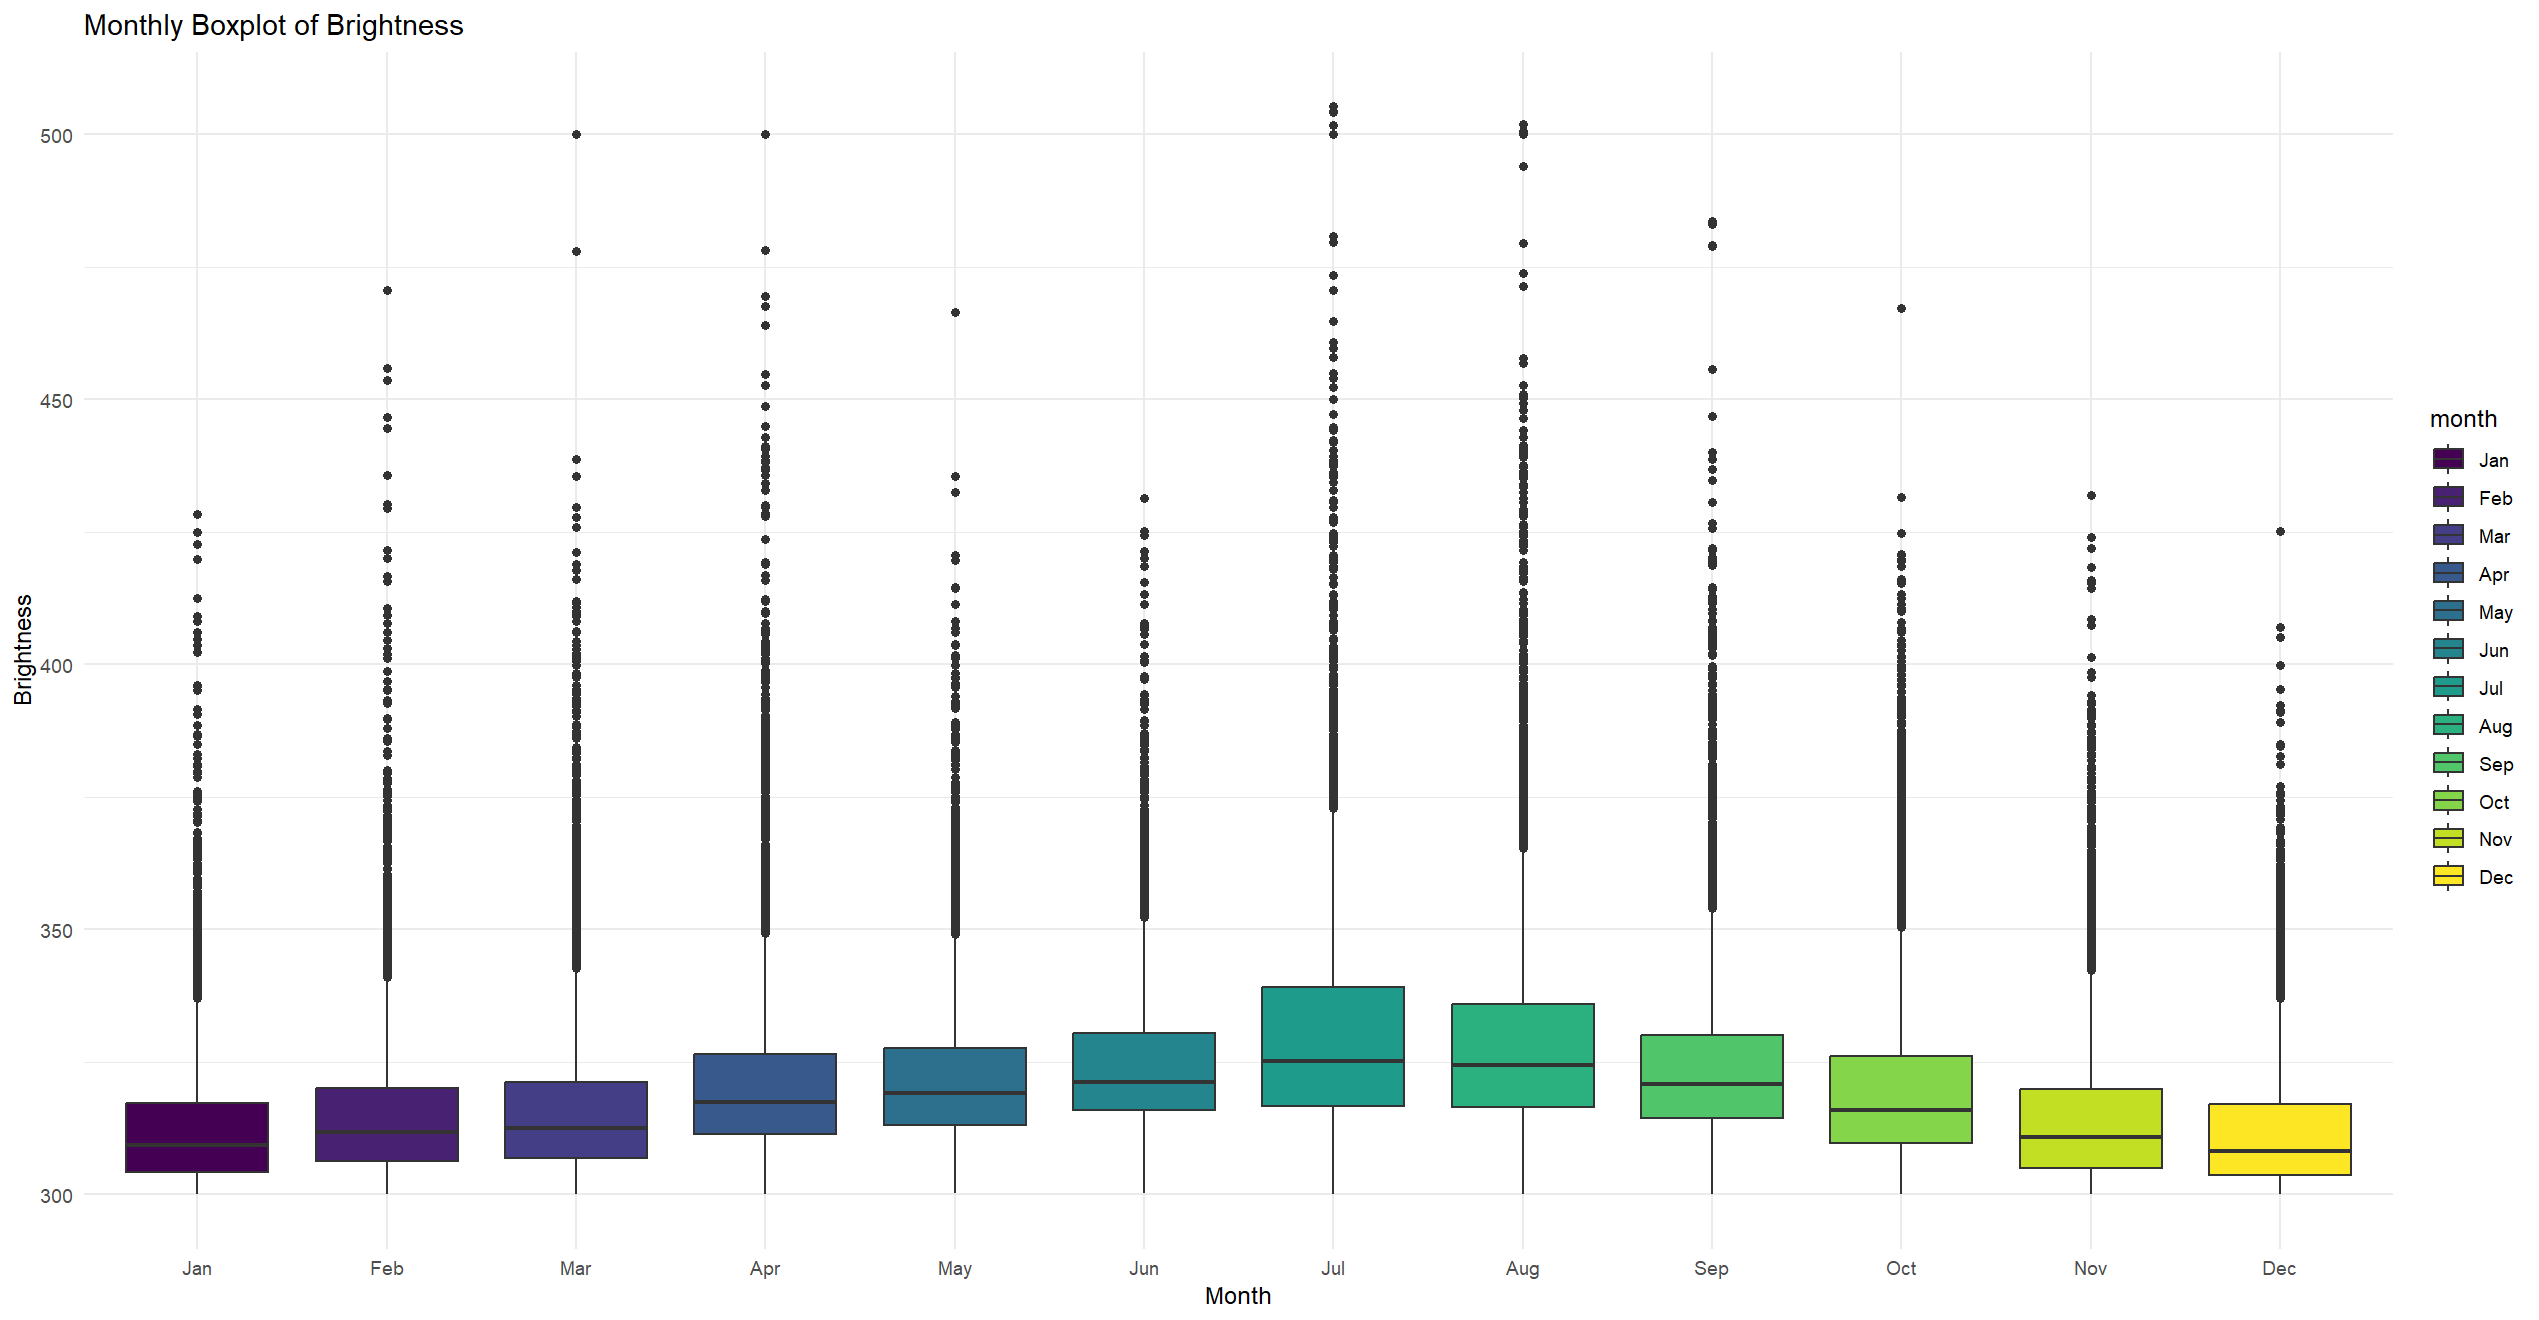 Monthly Boxplot of Brightness
Brightness
500
450
400
350
300
Jan Feb Mar Apr May Jun Jul Aug Sep Oct Nov Dec
Month
month
Jan
Feb
Mar
Apr
May
Jun
Jul
Aug
Sep
Oct
Nov
Dec